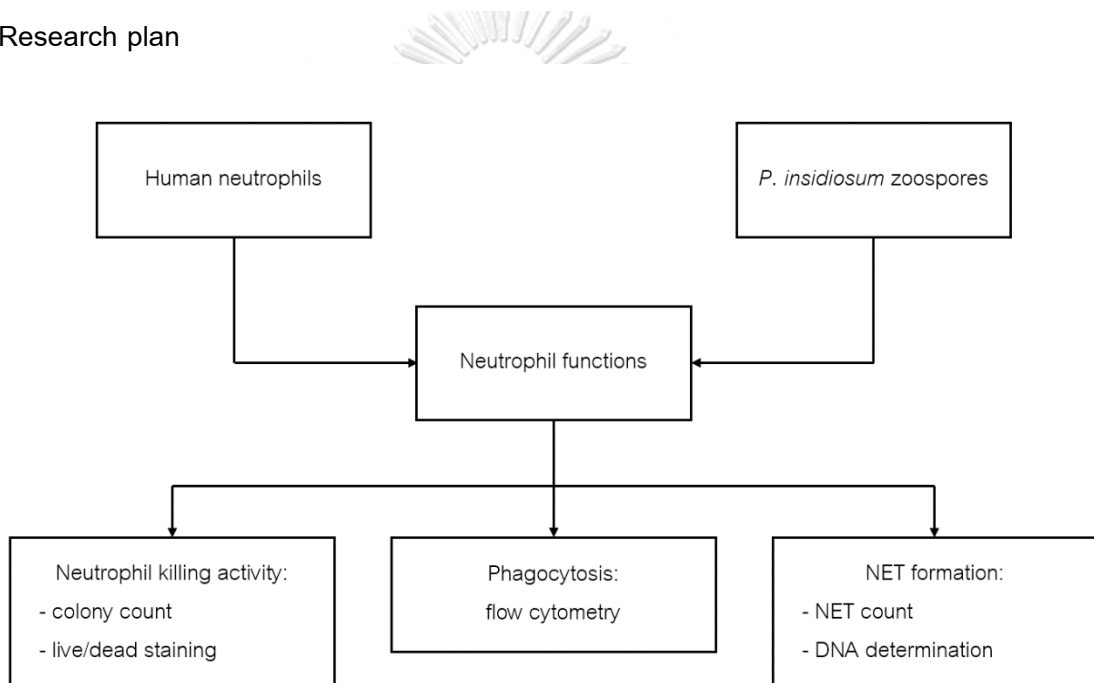 Research plan
Human neutrophils
P. insidiosum zoospores
Neutrophil functions
Neutrophil killing activity:
- colony count
- live/dead staining
Phagocytosis:
flow cytometry
NET formation:
- NET count
- DNA determination